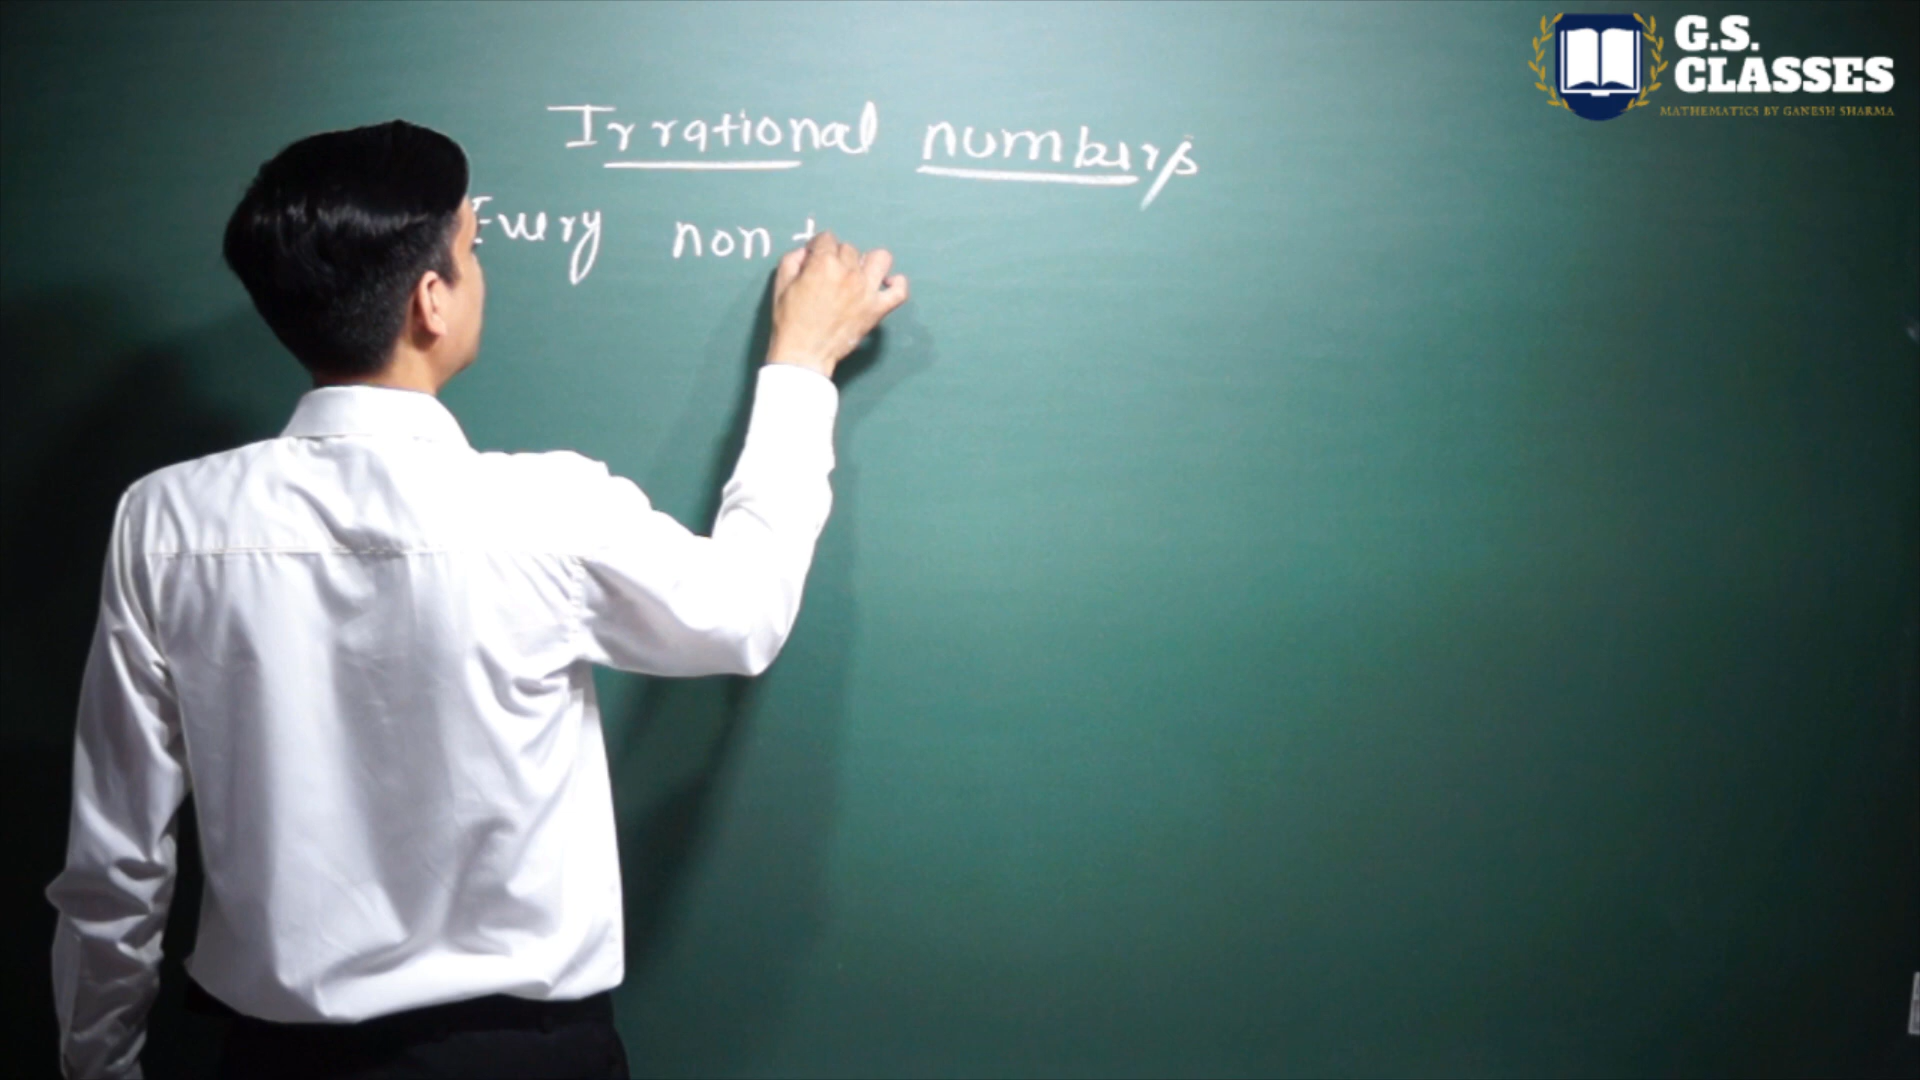 G.S.
CLASSES
MATHEMATICS BY GANESH SHARMA
Irrational numbers
Every non